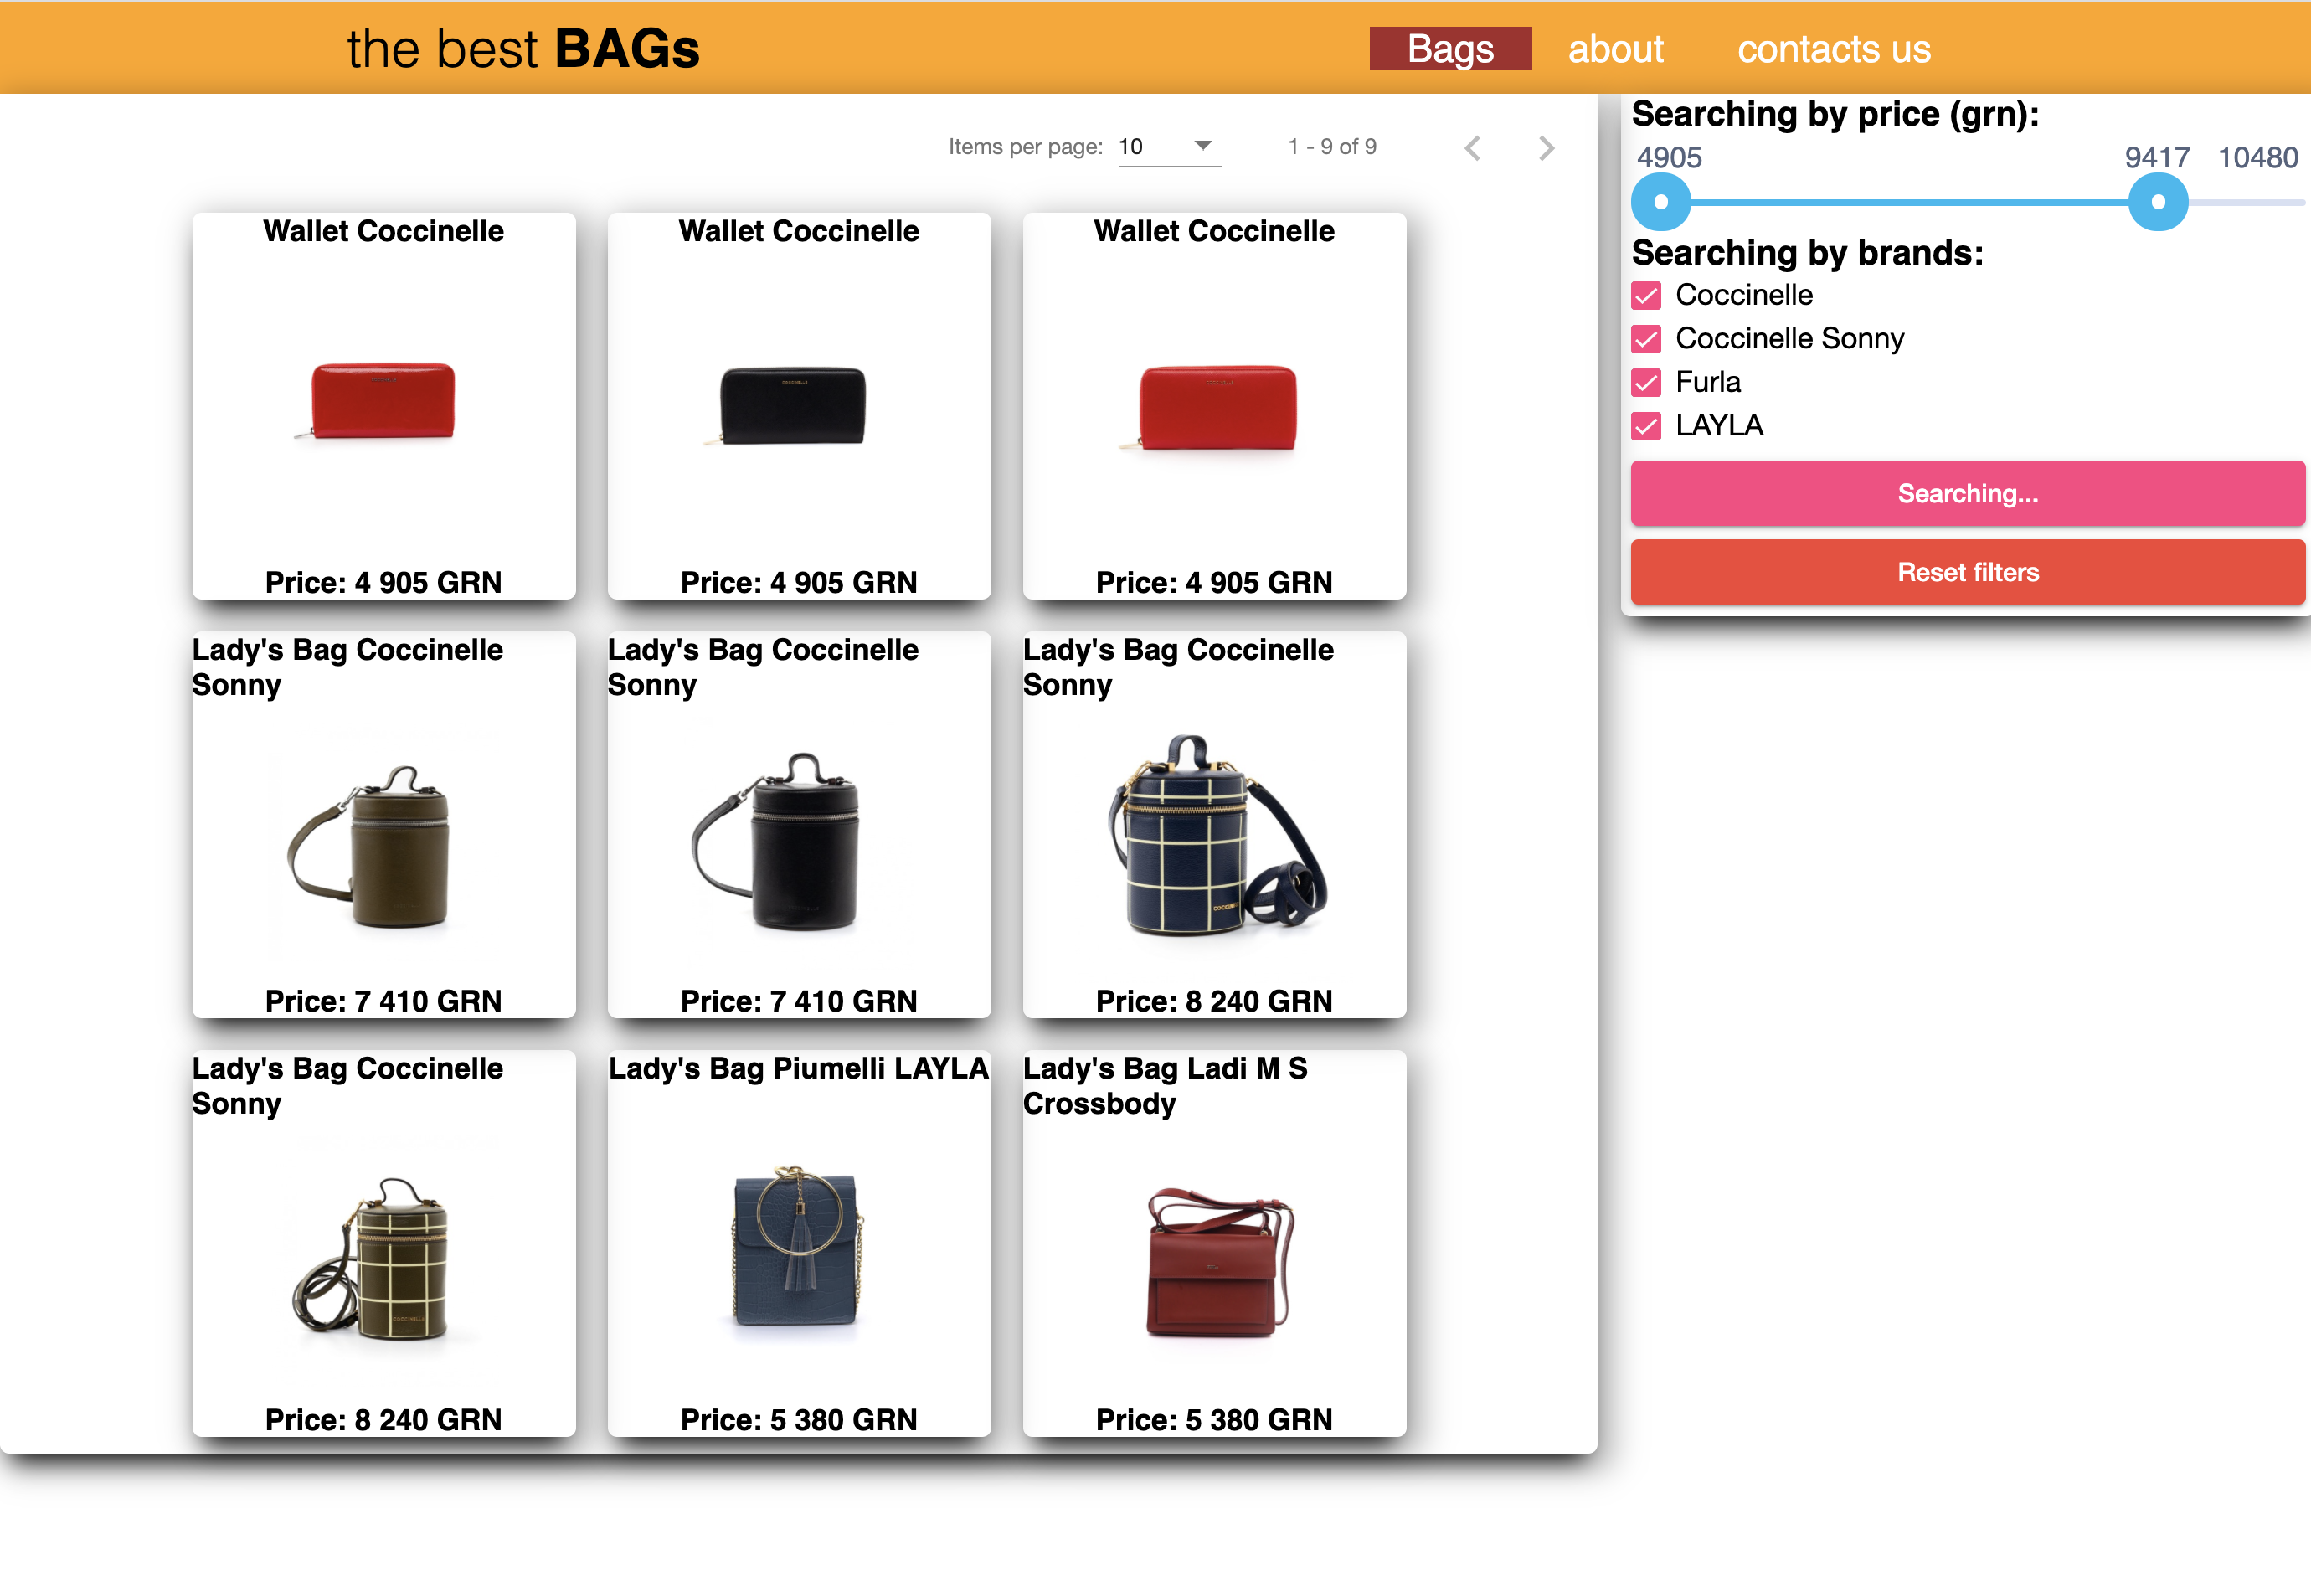 the best BAGs
Bags about contacts us
Items per page: 10 1 - 9 of 9
Wallet Coccinelle
Price: 4 905 GRN
Wallet Coccinelle
COCCINELLE
Price: 4 905 GRN
Wallet Coccinelle
Price: 4 905 GRN
Lady's Bag Coccinelle
Sonny
Price: 7 410 GRN
Lady's Bag Coccinelle
Sonny
Price: 7 410 GRN
Lady's Bag Coccinelle
Sonny
Price: 8 240 GRN
Lady's Bag Coccinelle
Sonny
COCCINELLE
Price: 8 240 GRN
Lady's Bag Piumelli LAYLA
Price: 5 380 GRN
Lady's Bag Ladi M S
Crossbody
Price: 5 380 GRN
Searching by price (grn):
4905 9417 10480
Searching by brands:
Coccinelle
Coccinelle Sonny
Furla
LAYLA
Searching...
Reset filters